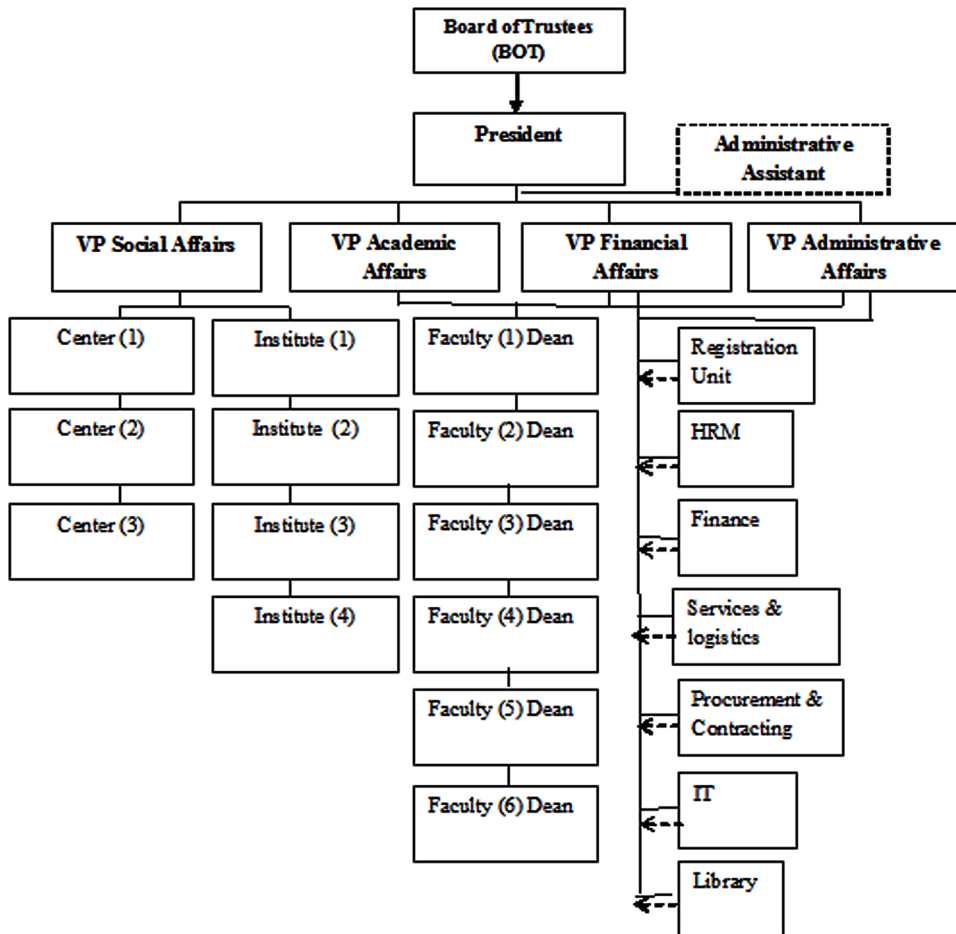 Board of Trustees
(BOT)
President
Administrative
Assistant
VP Social Affairs
VP Academic
Affairs
VP Financial
Affairs
VP Administrative
Affairs
Center (1)
Center (2)
Center (3)
Institute (1)
Institute (2)
Institute (3)
Institute (4)
Faculty (1) Dean
Faculty (2) Dean
Faculty (3) Dean
Faculty (4) Dean
Faculty (5) Dean
Faculty (6) Dean
Registration
Unit
HRM
Finance
Services &
logistics
Procurement &
Contracting
IT
Library